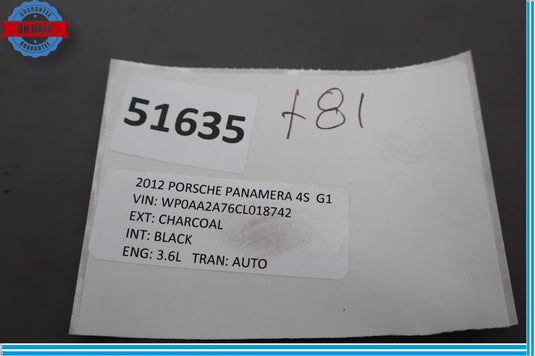 GUARANTEE
90 DAYS
GUARANTEE
51635
2012 PORSCHE PANAMERA 4S G1
VIN: WP0AA2A76CL018742
EXT: CHARCOAL
INT: BLACK
ENG: 3.6L TRAN: AUTO